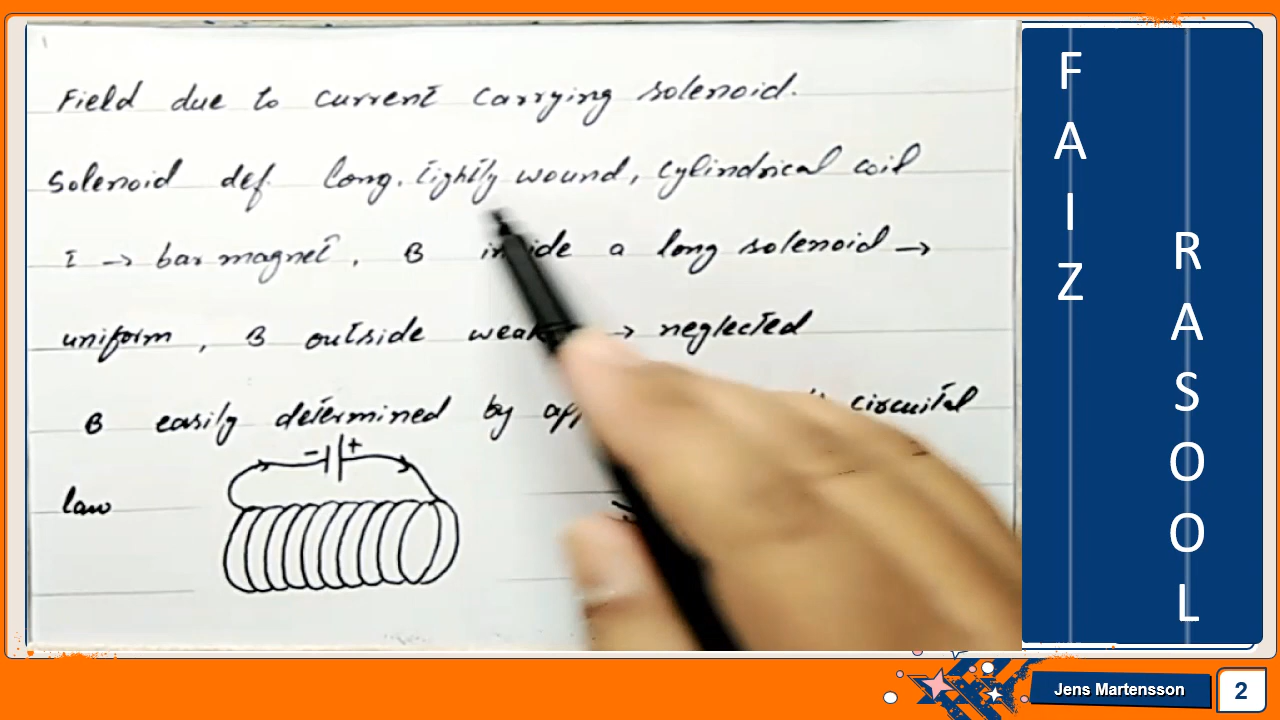 Field due to current carrying solenoid.
Solenoid def. long. tightly wound, cylindrical coil
I → bar magnet, B inside a long solenoid →
uniform, B outside weak → neglected
B easily determined by circuital
law
- +
FAIZ
RASOOL
Jens Martensson
2